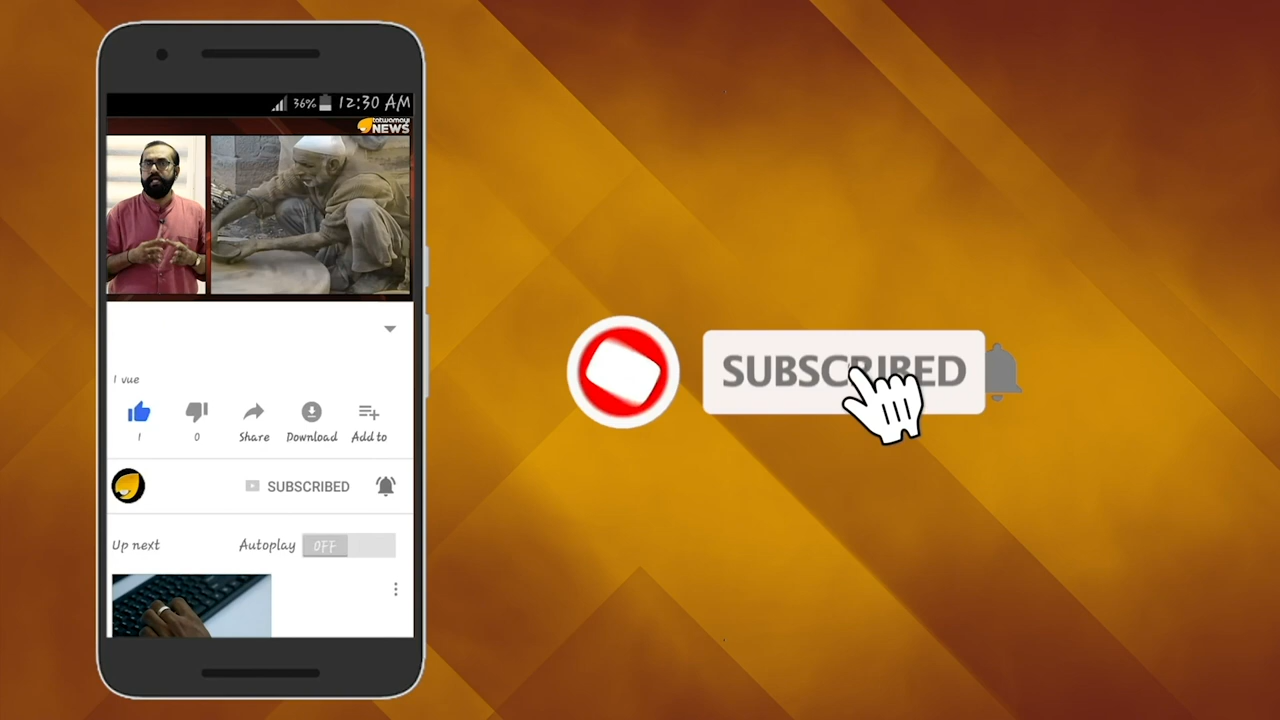 36% 12:30 AM
tatwamayi
NEWS
1 vue
1
0
Share
Download
Add to
SUBSCRIBED
Up next
Autoplay
OFF
SUBSCRIBED